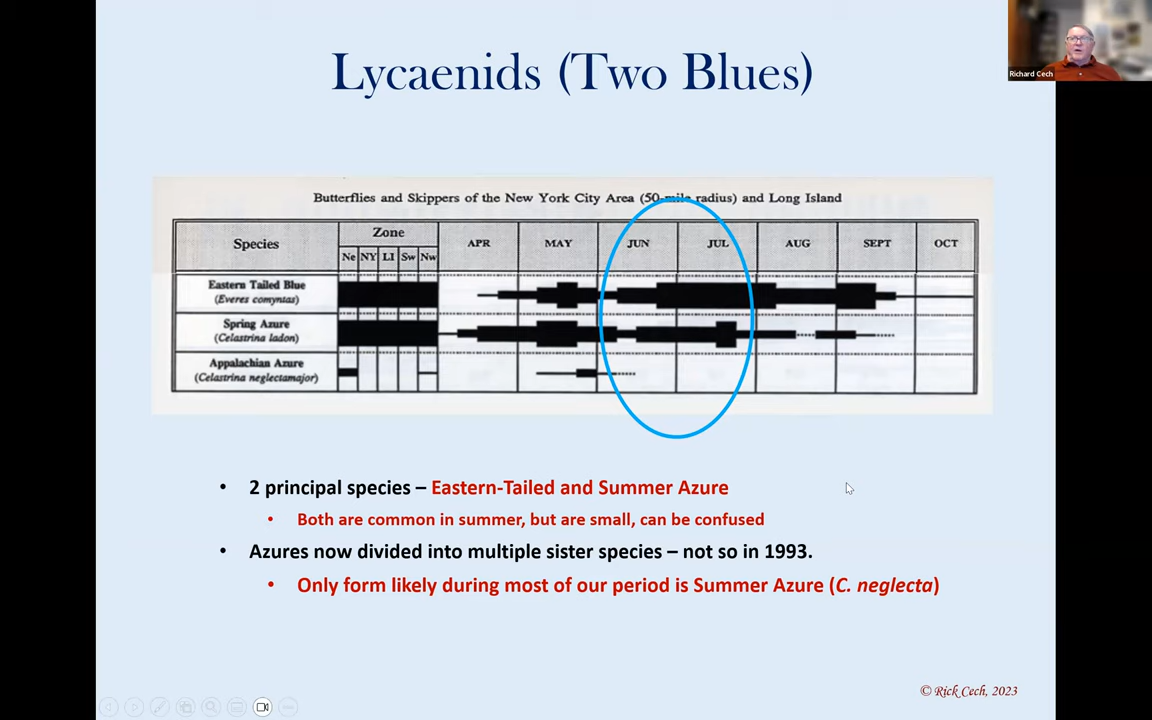 Lycaenids (Two Blues)
Richard Cech
Butterflies and Skippers of the New York City Area (50-mile radius) and Long Island
Species
Zone
Ne NY LI Sw Nw
APR MAY JUN JUL AUG SEPT OCT
Eastern Tailed Blue
(Everes comyntas)
Spring Azure
(Celastrina ladon)
Appalachian Azure
(Celastrina neglectamajor)
• 2 principal species – Eastern-Tailed and Summer Azure
• Both are common in summer, but are small, can be confused
• Azures now divided into multiple sister species – not so in 1993.
• Only form likely during most of our period is Summer Azure (C. neglecta)
© Rick Cech, 2023